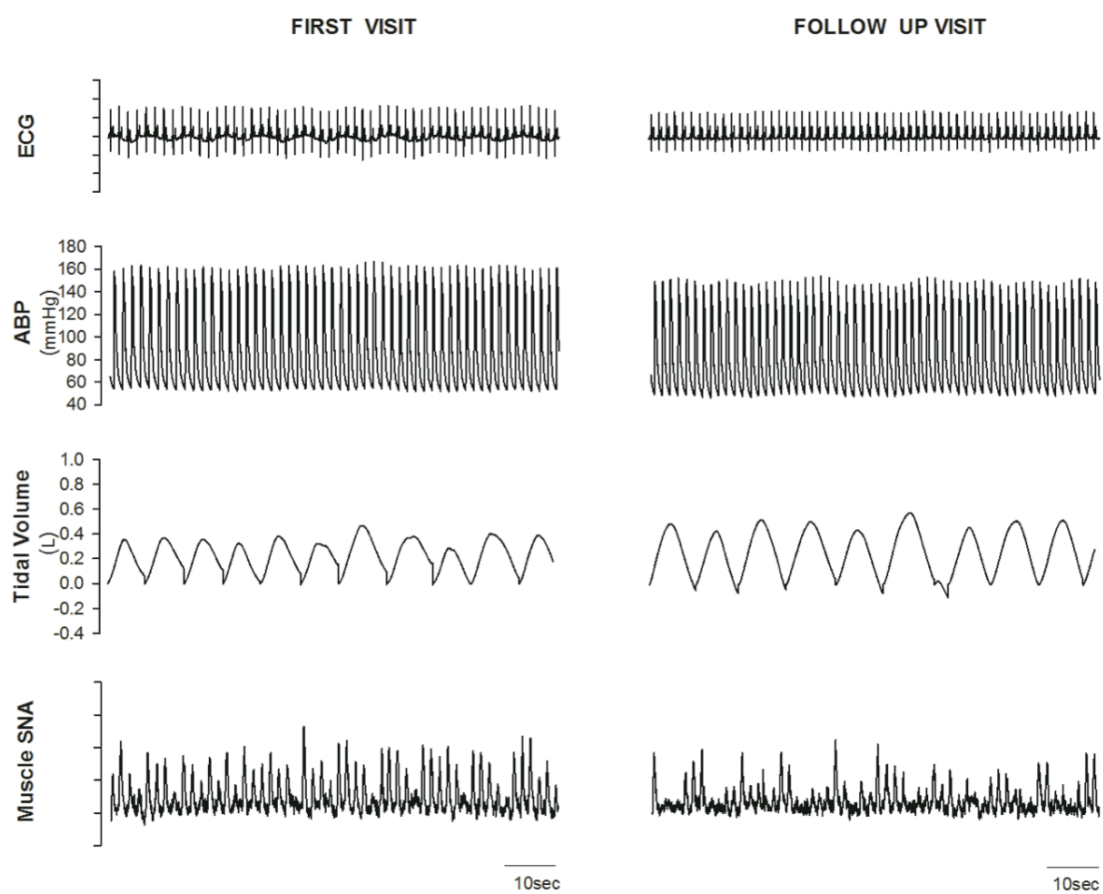 FIRST VISIT
FOLLOW UP VISIT
ECG
ABP
(mmHg)
180
160
140
120
100
80
60
40
Tidal Volume
(L)
1.0
0.8
0.6
0.4
0.2
0.0
-0.2
-0.4
Muscle SNA
10sec
10sec